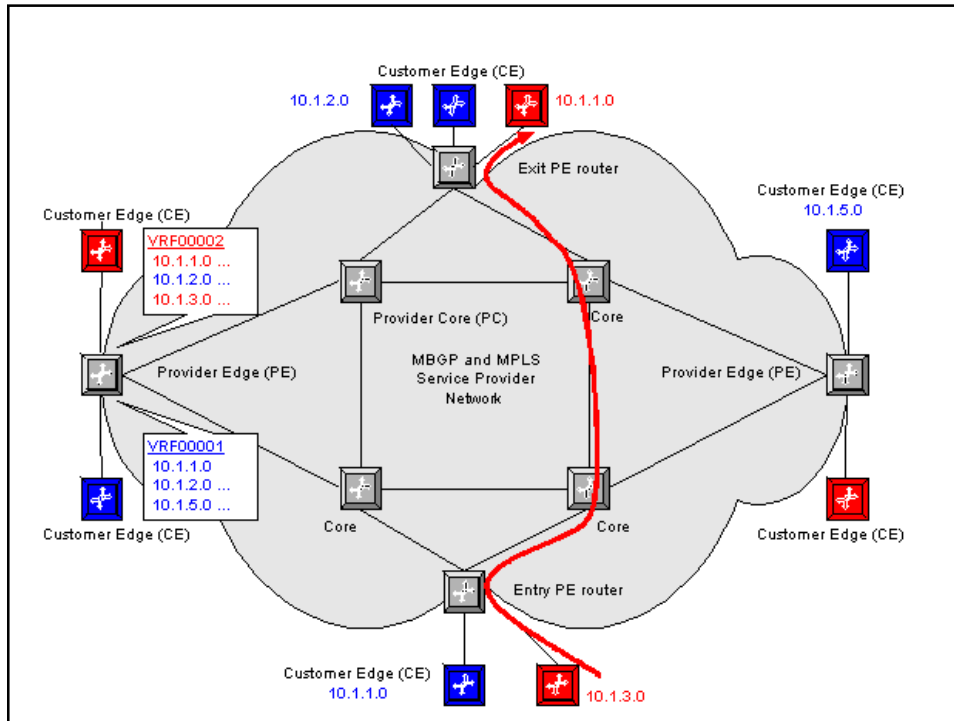 Customer Edge (CE)
10.1.2.0
10.1.1.0
Exit PE router
Customer Edge (CE)
10.1.5.0
Customer Edge (CE)
VRF00002
10.1.1.0 ...
10.1.2.0 ...
10.1.3.0 ...
Provider Core (PC)
Core
MBGP and MPLS
Service Provider
Network
Provider Edge (PE)
Provider Edge (PE)
VRF00001
10.1.1.0
10.1.2.0 ...
10.1.5.0 ...
Customer Edge (CE)
Core
Core
Customer Edge (CE)
Entry PE router
Customer Edge (CE)
10.1.1.0
10.1.3.0